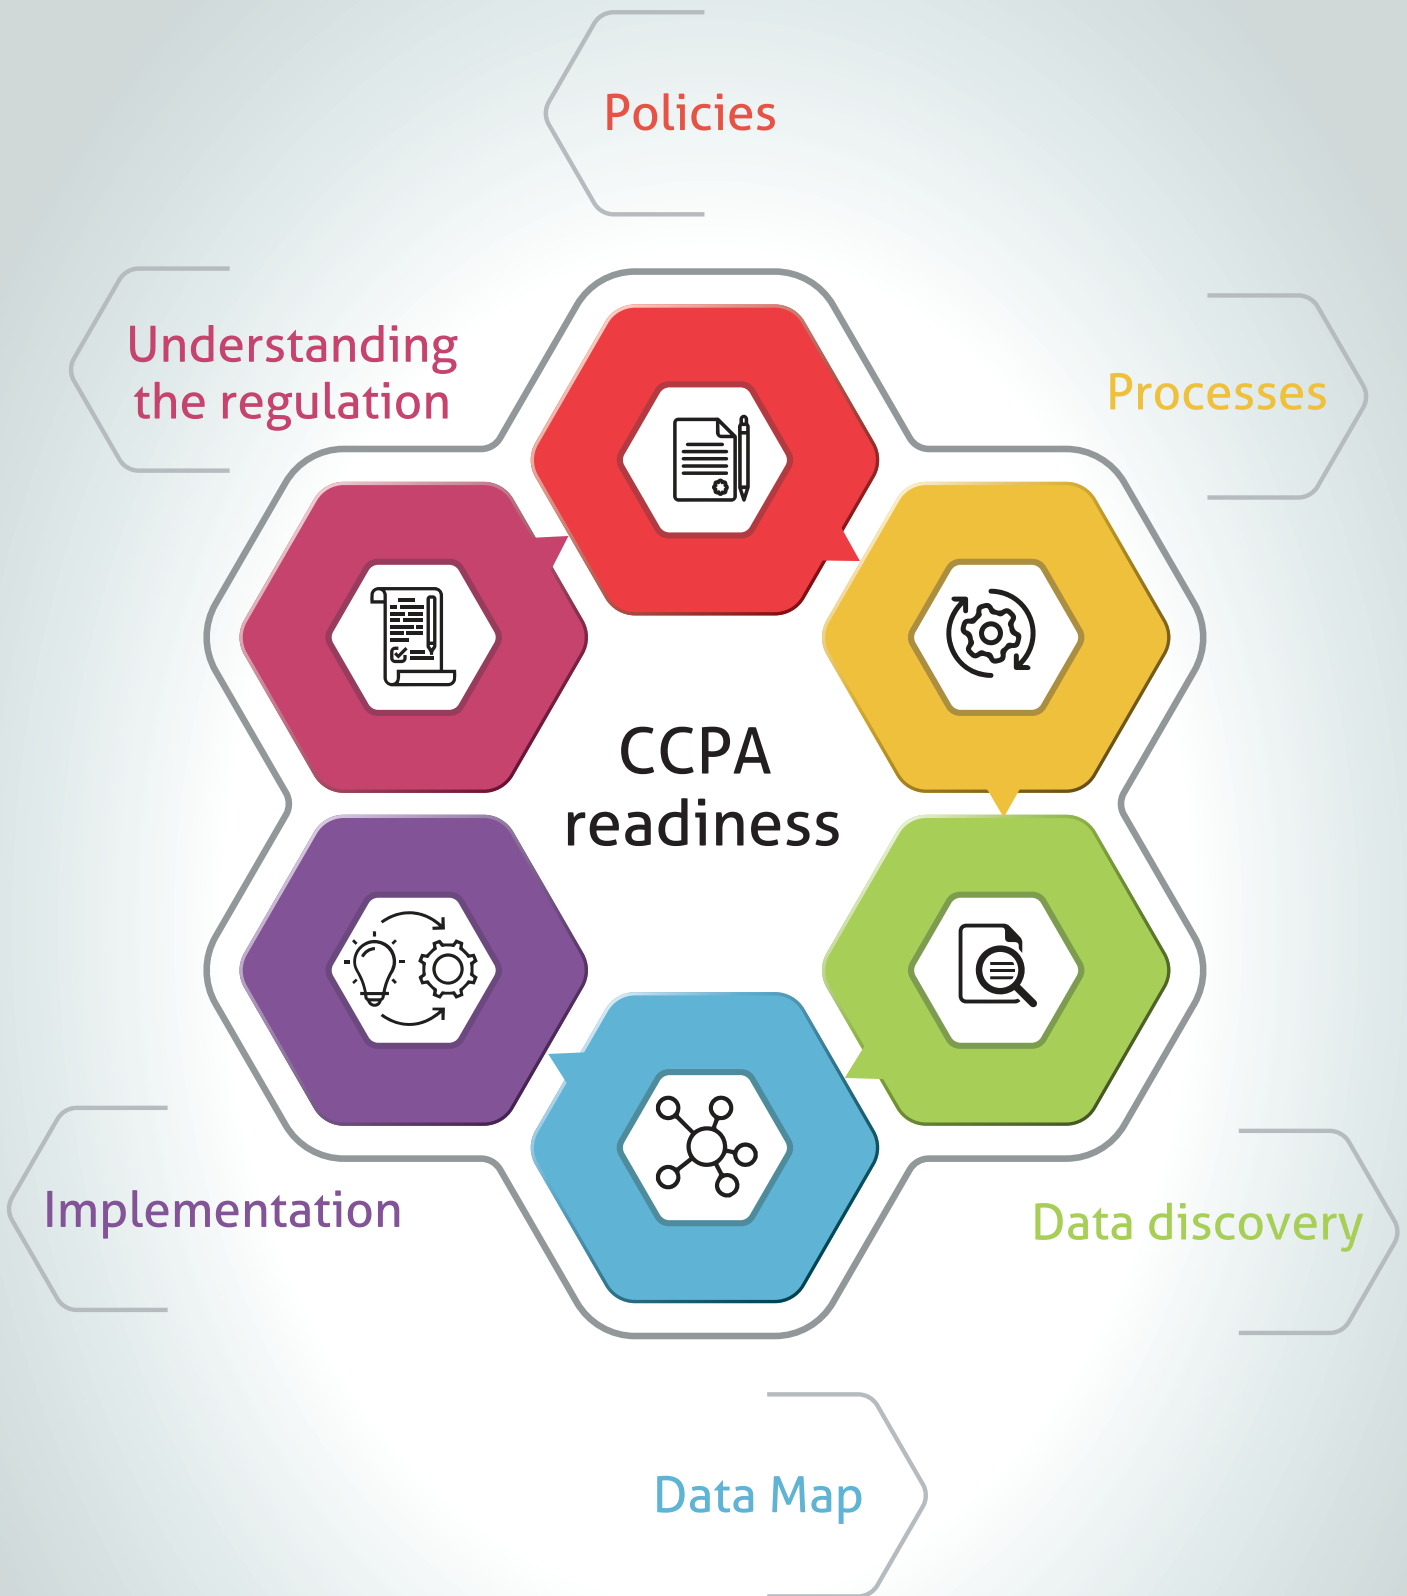 Policies
Understanding
the regulation
Processes
CCPA
readiness
Implementation
Data discovery
Data Map